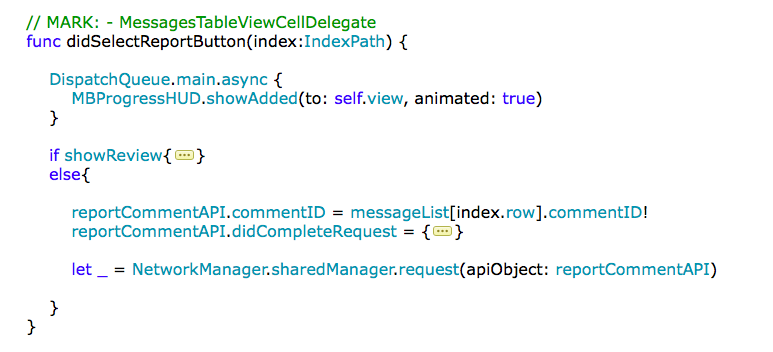 // MARK: - MessagesTableViewCellDelegate
func didSelectReportButton(index:IndexPath) {
DispatchQueue.main.async {
MBProgressHUD.showAdded(to: self.view, animated: true)
}
if showReview{ ••• }
else{
reportCommentAPI.commentID = messageList[index.row].commentID!
reportCommentAPI.didCompleteRequest = { ••• }
let _ = NetworkManager.sharedManager.request(apiObject: reportCommentAPI)
}
}